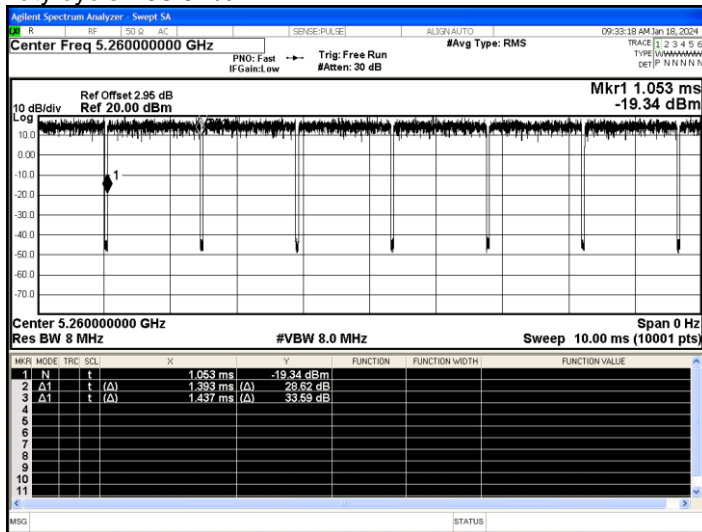 Agilent Spectrum Analyzer - Swept SA
R RF 50 Ω AC SENSE:PULSE ALIGN AUTO 09:33:18 AM Jan 18, 2024
Center Freq 5.260000000 GHz #Avg Type: RMS TRACE 1 2 3 4 5 6
PNO: Fast Trig: Free Run TYPE
IFGain:Low #Atten: 30 dB DET P N N N N N
Mkr1 1.053 ms
Ref Offset 2.95 dB
10 dB/div Ref 20.00 dBm -19.34 dBm
Log
10.0
0.00
-10.0
-20.0
-30.0
-40.0
-50.0
-60.0
-70.0
1
Center 5.260000000 GHz Span 0 Hz
Res BW 8 MHz #VBW 8.0 MHz Sweep 10.00 ms (10001 pts)
MKR MODE TRC SCL X Y FUNCTION FUNCTION WIDTH FUNCTION VALUE
1 N t 1.053 ms -19.34 dBm
2 Δ1 t (Δ) 1.393 ms (Δ) 28.62 dB
3 Δ1 t (Δ) 1.437 ms (Δ) 33.59 dB
4
5
6
7
8
9
10
11
MSG STATUS